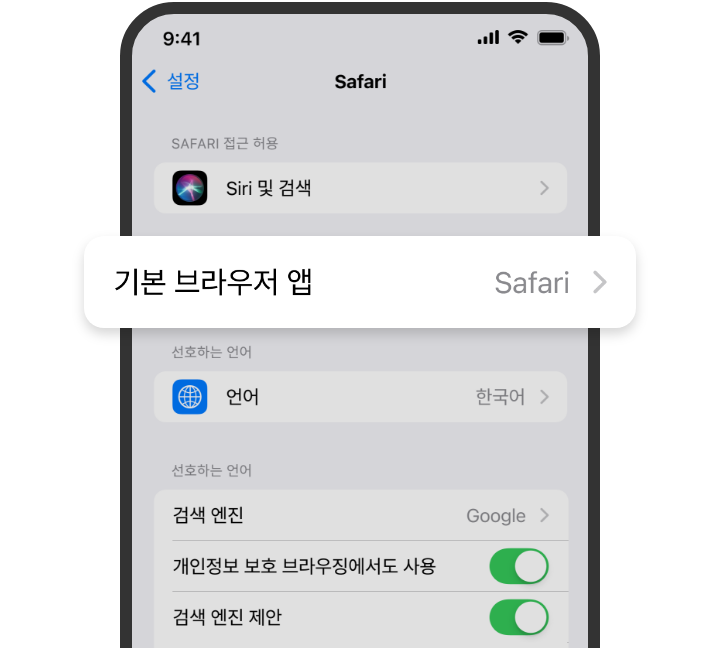 9:41
설정
Safari
SAFARI 접근 허용
Siri 및 검색
기본 브라우저 앱 Safari
선호하는 언어
언어 한국어
선호하는 언어
검색 엔진 Google
개인정보 보호 브라우징에서도 사용
검색 엔진 제안